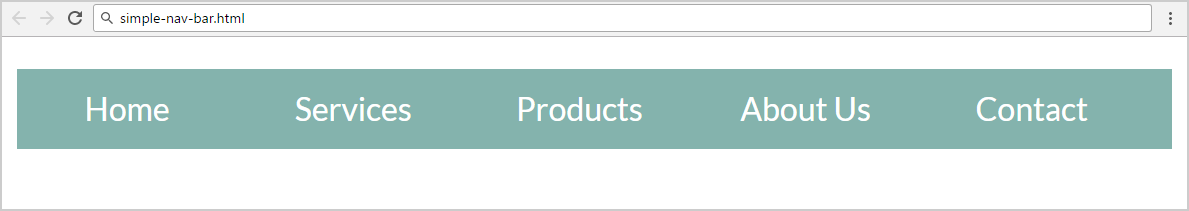 simple-nav-bar.html
Home Services Products About Us Contact